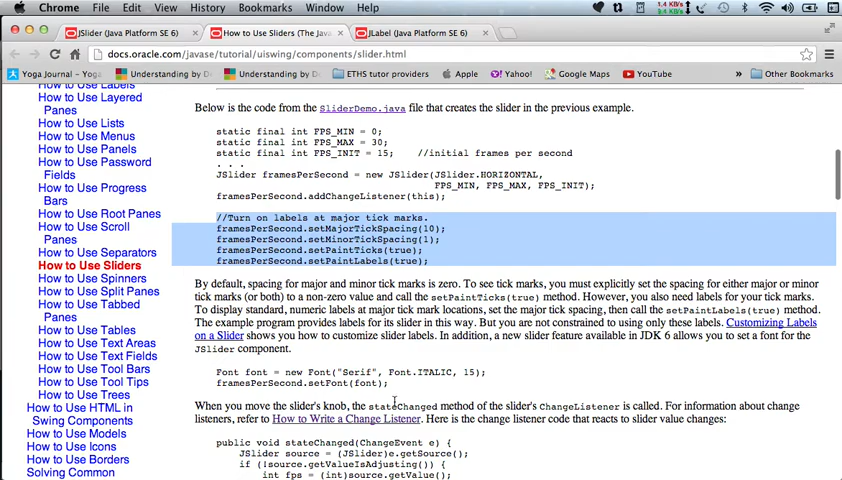 Chrome File Edit View History Bookmarks Window Help 1.4 KB/s 9.4 KB/s
JSlider (Java Platform SE 6) How to Use Sliders (The Java JLabel (Java Platform SE 6)
docs.oracle.com/javase/tutorial/uiswing/components/slider.html
Yoga Journal - Yoga Understanding by D Understanding by D ETHS tutor providers Apple Yahoo! Google Maps YouTube » Other Bookmarks
How to Use Labels
How to Use Layered
Panes
How to Use Lists
How to Use Menus
How to Use Panels
How to Use Password
Fields
How to Use Progress
Bars
How to Use Root Panes
How to Use Scroll
Panes
How to Use Separators
How to Use Sliders
How to Use Spinners
How to Use Split Panes
How to Use Tabbed
Panes
How to Use Tables
How to Use Text Areas
How to Use Text Fields
How to Use Tool Bars
How to Use Tool Tips
How to Use Trees
How to Use HTML in
Swing Components
How to Use Models
How to Use Icons
How to Use Borders
Solving Common
Below is the code from the SliderDemo.java file that creates the slider in the previous example.
static final int FPS_MIN = 0;
static final int FPS_MAX = 30;
static final int FPS_INIT = 15; //initial frames per second
. . .
JSlider framesPerSecond = new JSlider(JSlider.HORIZONTAL,
FPS_MIN, FPS_MAX, FPS_INIT);
framesPerSecond.addChangeListener(this);
//Turn on labels at major tick marks.
framesPerSecond.setMajorTickSpacing(10);
framesPerSecond.setMinorTickSpacing(1);
framesPerSecond.setPaintTicks(true);
framesPerSecond.setPaintLabels(true);
By default, spacing for major and minor tick marks is zero. To see tick marks, you must explicitly set the spacing for either major or minor
tick marks (or both) to a non-zero value and call the setPaintTicks(true) method. However, you also need labels for your tick marks.
To display standard, numeric labels at major tick mark locations, set the major tick spacing, then call the setPaintLabels(true) method.
The example program provides labels for its slider in this way. But you are not constrained to using only these labels. Customizing Labels
on a Slider shows you how to customize slider labels. In addition, a new slider feature available in JDK 6 allows you to set a font for the
JSlider component.
Font font = new Font("Serif", Font.ITALIC, 15);
framesPerSecond.setFont(font);
When you move the slider's knob, the stateChanged method of the slider's ChangeListener is called. For information about change
listeners, refer to How to Write a Change Listener. Here is the change listener code that reacts to slider value changes:
public void stateChanged(ChangeEvent e) {
JSlider source = (JSlider)e.getSource();
if (!source.getValueIsAdjusting()) {
int fps = (int)source.getValue();